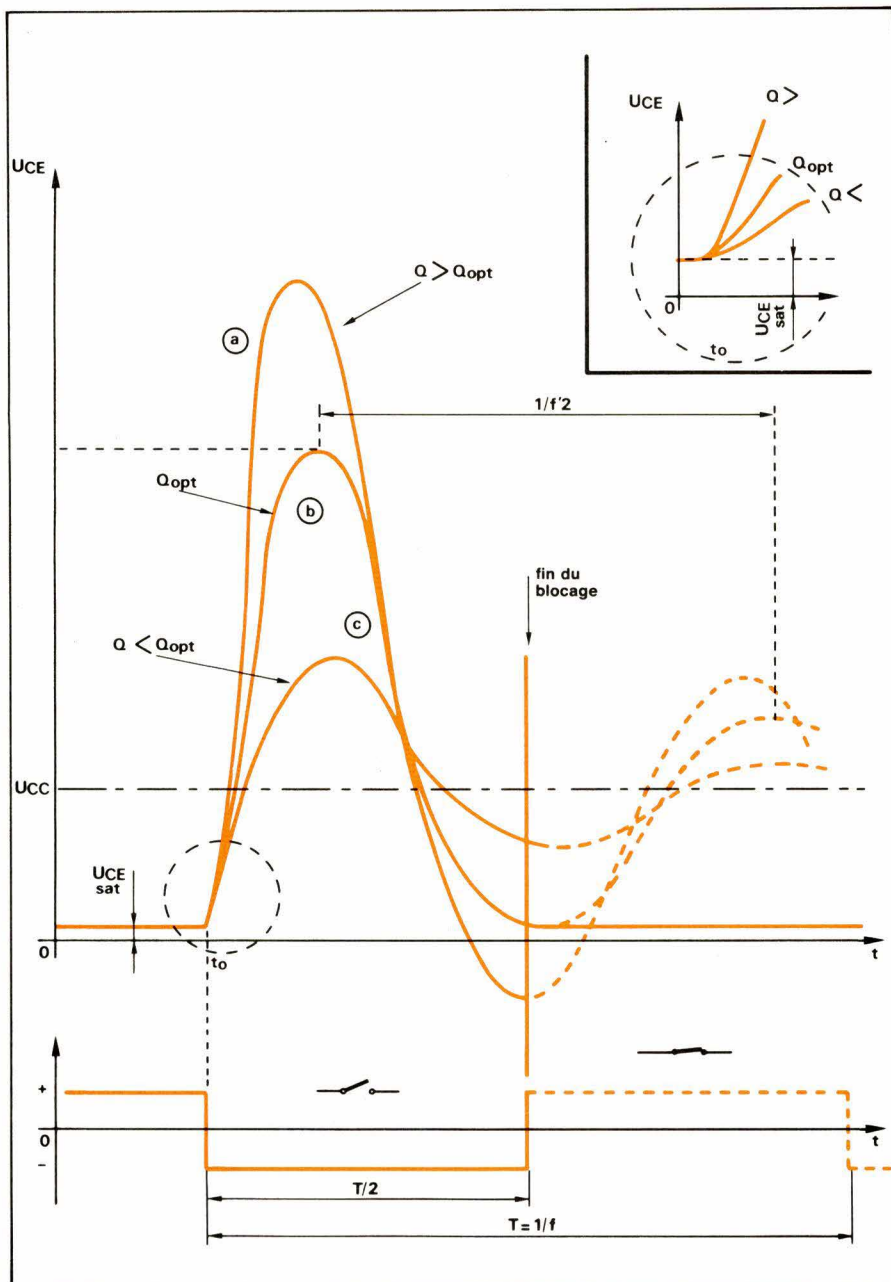 UCE
Q >
Qopt
Q <
0
UCE
sat
to
UCE
Q > Qopt
a
1/f'2
Qopt
b
fin du
blocage
c
Q < Qopt
UCC
UCE
sat
0
to
t
+
0
–
t
T/2
T = 1/f